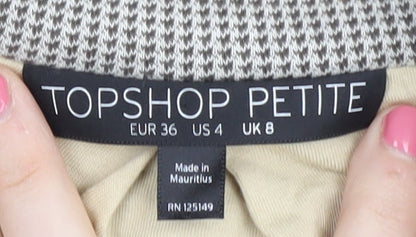 TOPSHOP PETITE
EUR 36 US 4 UK 8
Made in
Mauritius
RN 125149